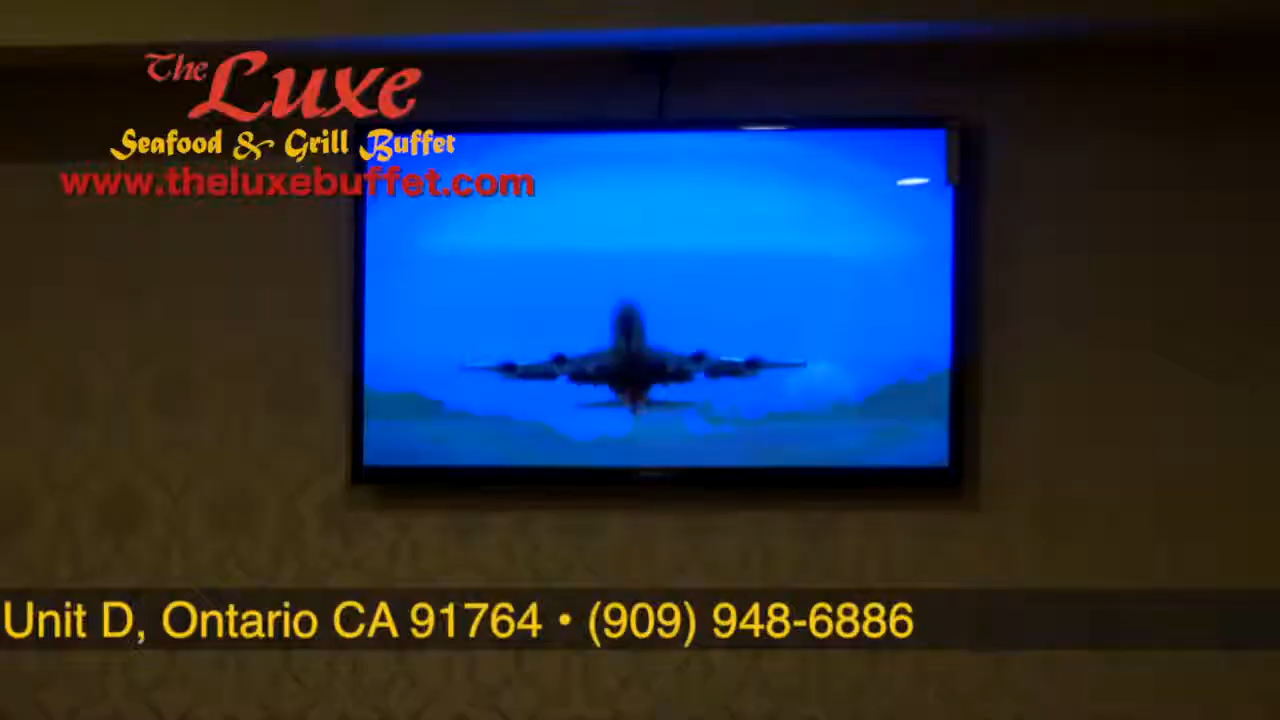 The Luxe
Seafood & Grill Buffet
www.theluxebuffet.com
Unit D, Ontario CA 91764 • (909) 948-6886